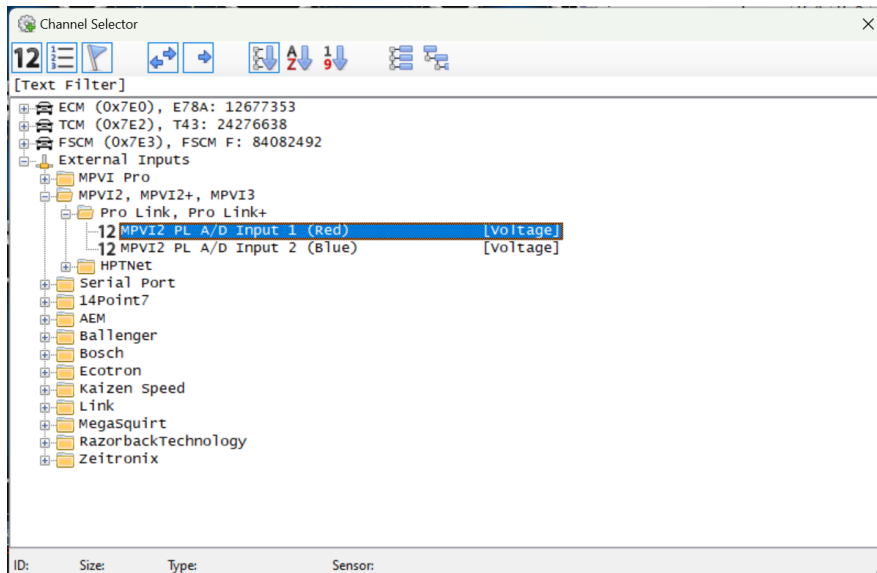 Channel Selector
12
[Text Filter]
ECM (0x7E0), E78A: 12677353
TCM (0x7E2), T43: 24276638
FSCM (0x7E3), FSCM F: 84082492
External Inputs
MPVI Pro
MPVI2, MPVI2+, MPVI3
Pro Link, Pro Link+
12 MPVI2 PL A/D Input 1 (Red) [Voltage]
12 MPVI2 PL A/D Input 2 (Blue) [Voltage]
HPTNet
Serial Port
14Point7
AEM
Ballenger
Bosch
Ecotron
Kaizen Speed
Link
MegaSquirt
RazorbackTechnology
Zeitronix
ID: Size: Type: Sensor: